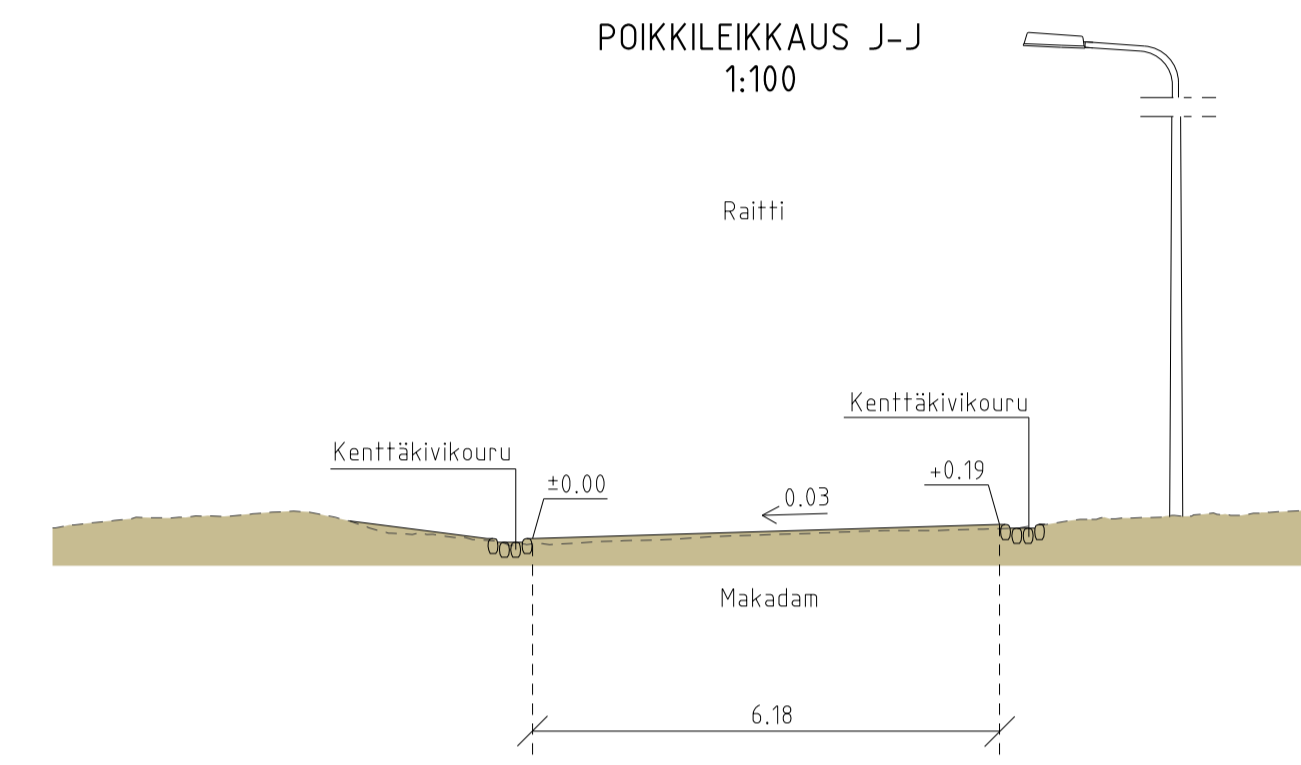 POIKKILEIKKAUS J-J
1:100
Raitti
Kenttäkivikouru
Kenttäkivikouru
±0.00
0.03
+0.19
Makadam
6.18